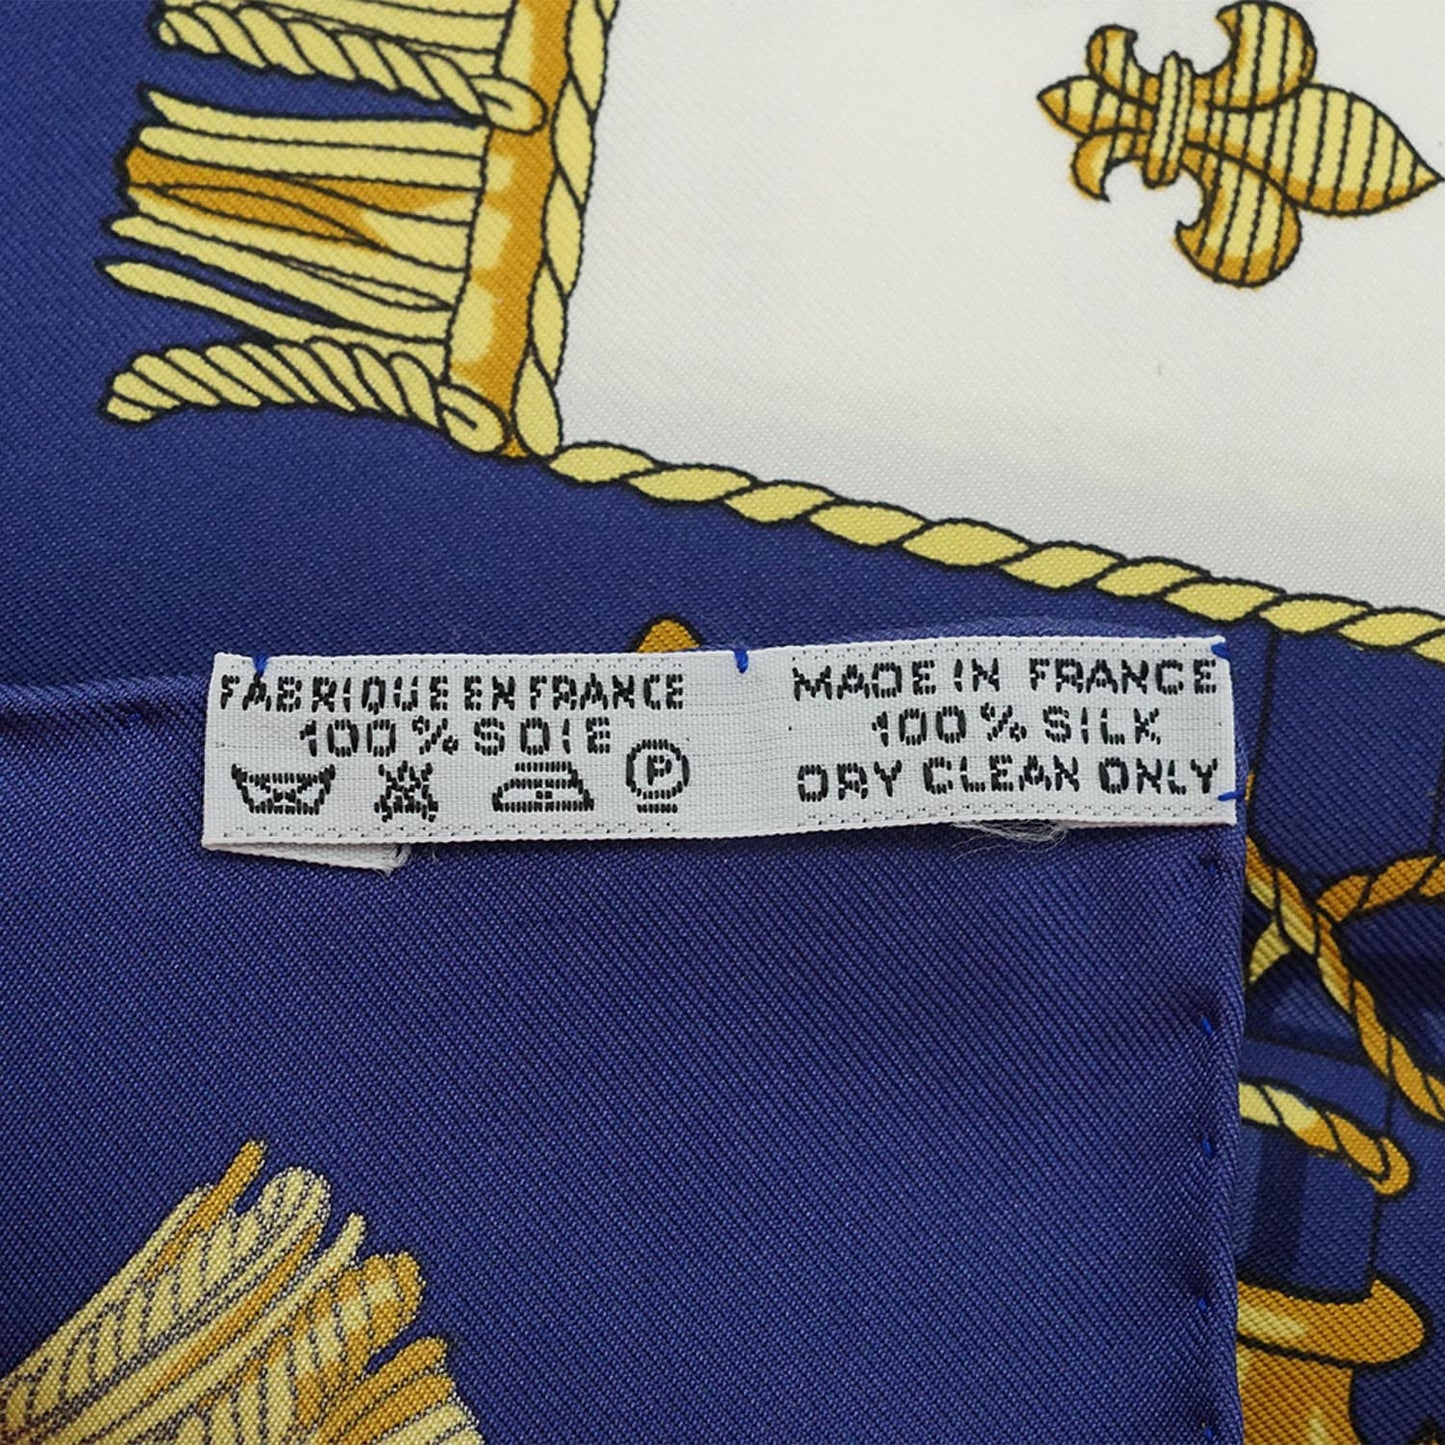 FABRIQUE EN FRANCE
100% SOIE
P
MADE IN FRANCE
100% SILK
DRY CLEAN ONLY